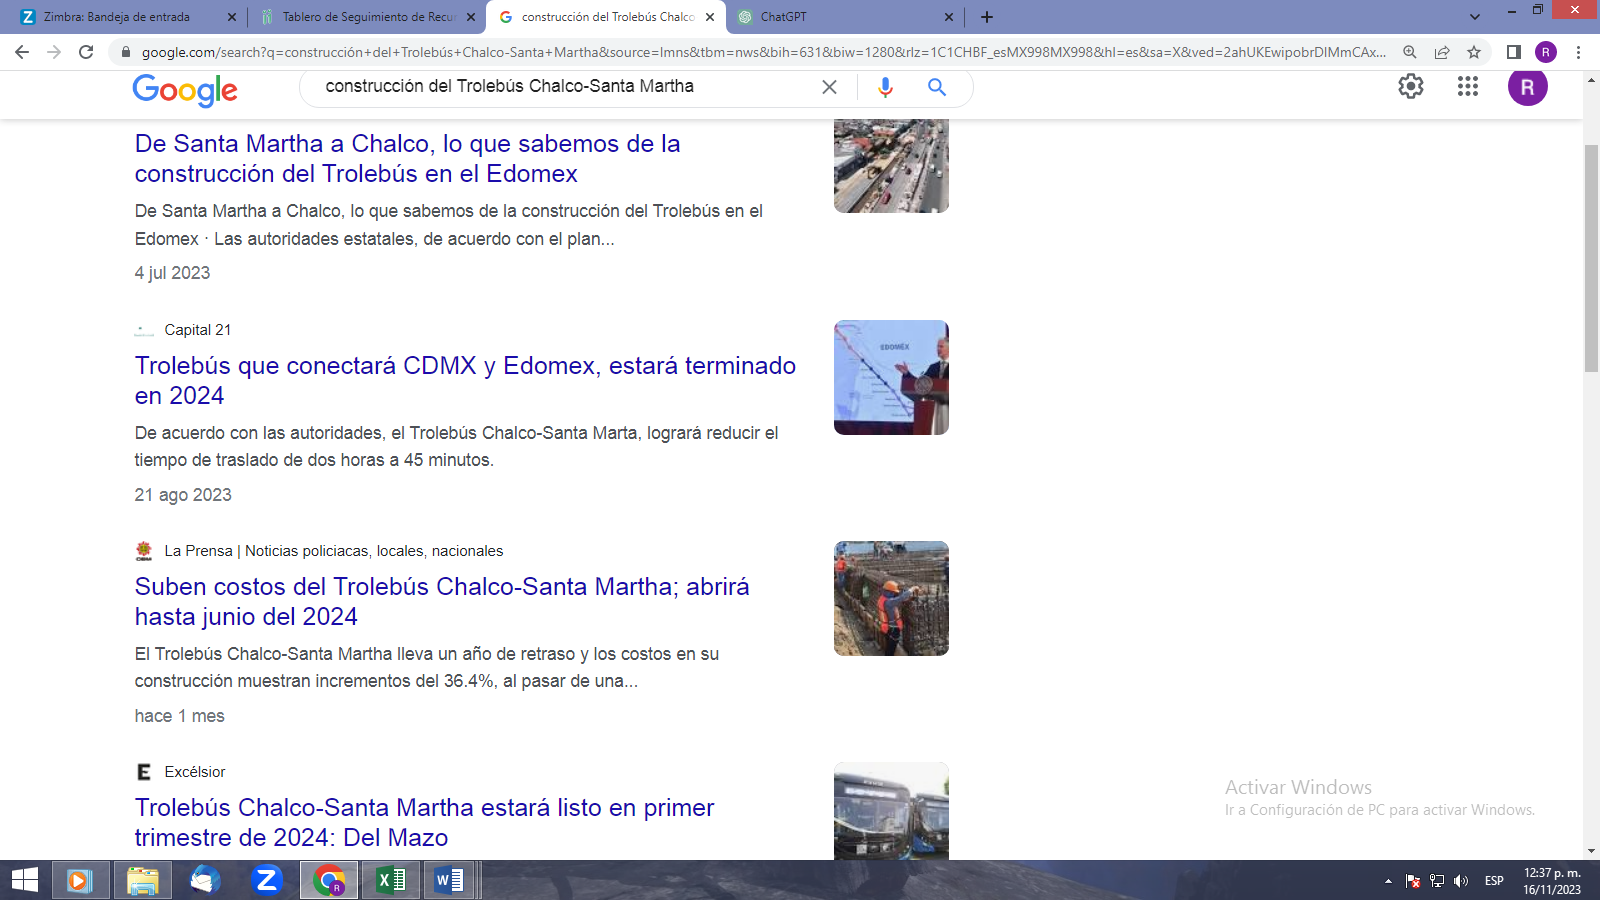 Zimbra: Bandeja de entrada
Tablero de Seguimiento de Recur
construcción del Trolebús Chalco
ChatGPT
google.com/search?q=construcción+del+Trolebús+Chalco-Santa+Martha&source=lmns&tbm=nws&bih=631&biw=1280&rlz=1C1CHBF_esMX998MX998&hl=es&sa=X&ved=2ahUKEwipobrDlMmCAx...
R
Google
construcción del Trolebús Chalco-Santa Martha
R
De Santa Martha a Chalco, lo que sabemos de la
construcción del Trolebús en el Edomex
De Santa Martha a Chalco, lo que sabemos de la construcción del Trolebús en el
Edomex · Las autoridades estatales, de acuerdo con el plan...
4 jul 2023
Capital 21
EDOMÉX
Trolebús que conectará CDMX y Edomex, estará terminado
en 2024
De acuerdo con las autoridades, el Trolebús Chalco-Santa Marta, logrará reducir el
tiempo de traslado de dos horas a 45 minutos.
21 ago 2023
La Prensa | Noticias policiacas, locales, nacionales
Suben costos del Trolebús Chalco-Santa Martha; abrirá
hasta junio del 2024
El Trolebús Chalco-Santa Martha lleva un año de retraso y los costos en su
construcción muestran incrementos del 36.4%, al pasar de una...
hace 1 mes
E Excélsior
Trolebús Chalco-Santa Martha estará listo en primer
trimestre de 2024: Del Mazo
Activar Windows
Ir a Configuración de PC para activar Windows.
ESP
12:37 p. m.
16/11/2023